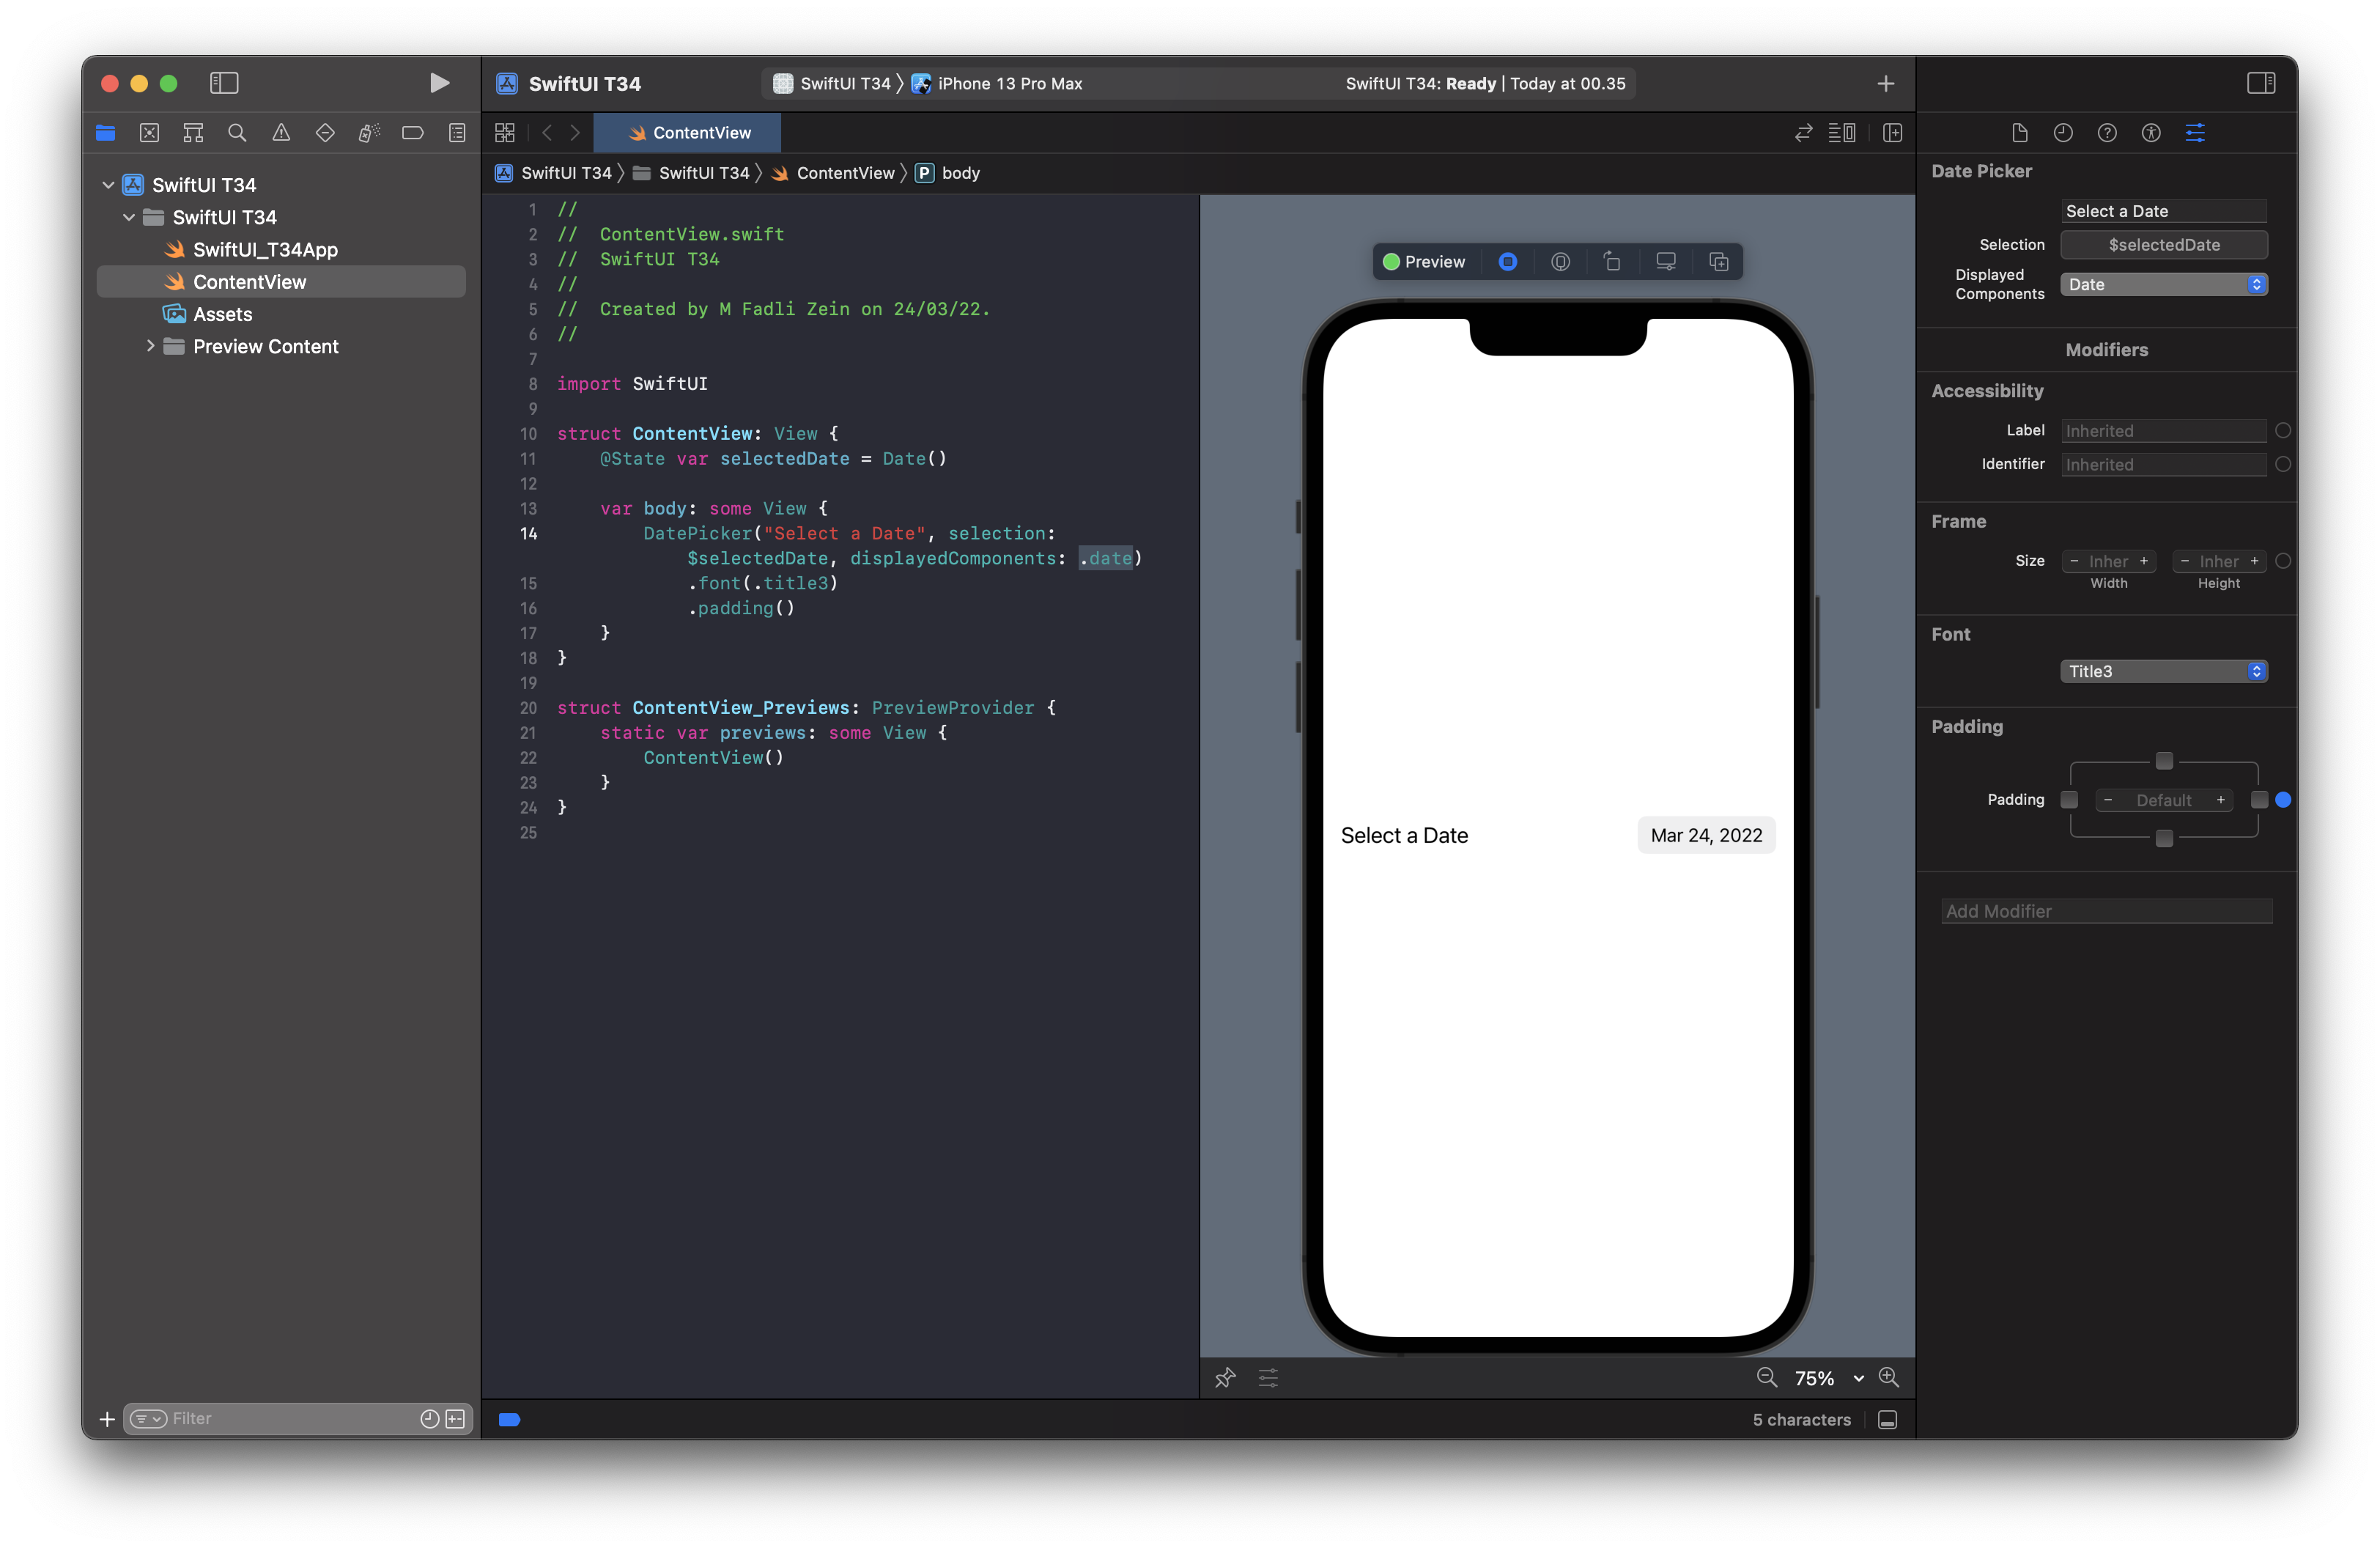 SwiftUI T34
SwiftUI T34 〉 iPhone 13 Pro Max
SwiftUI T34: Ready | Today at 00.35
ContentView
SwiftUI T34 〉 SwiftUI T34 〉 ContentView 〉 P body
SwiftUI T34
SwiftUI T34
SwiftUI_T34App
ContentView
Assets
Preview Content
Filter
1 //
2 //  ContentView.swift
3 //  SwiftUI T34
4 //
5 //  Created by M Fadli Zein on 24/03/22.
6 //
7
8 import SwiftUI
9
10 struct ContentView: View {
11     @State var selectedDate = Date()
12
13     var body: some View {
14         DatePicker("Select a Date", selection:
            $selectedDate, displayedComponents: .date)
15             .font(.title3)
16             .padding()
17     }
18 }
19
20 struct ContentView_Previews: PreviewProvider {
21     static var previews: some View {
22         ContentView()
23     }
24 }
25
Preview
Select a Date
Mar 24, 2022
75%
5 characters
Date Picker
Select a Date
Selection $selectedDate
Displayed
Components Date
Modifiers
Accessibility
Label Inherited
Identifier Inherited
Frame
Size - Inher + - Inher +
Width Height
Font
Title3
Padding
Padding - Default +
Add Modifier